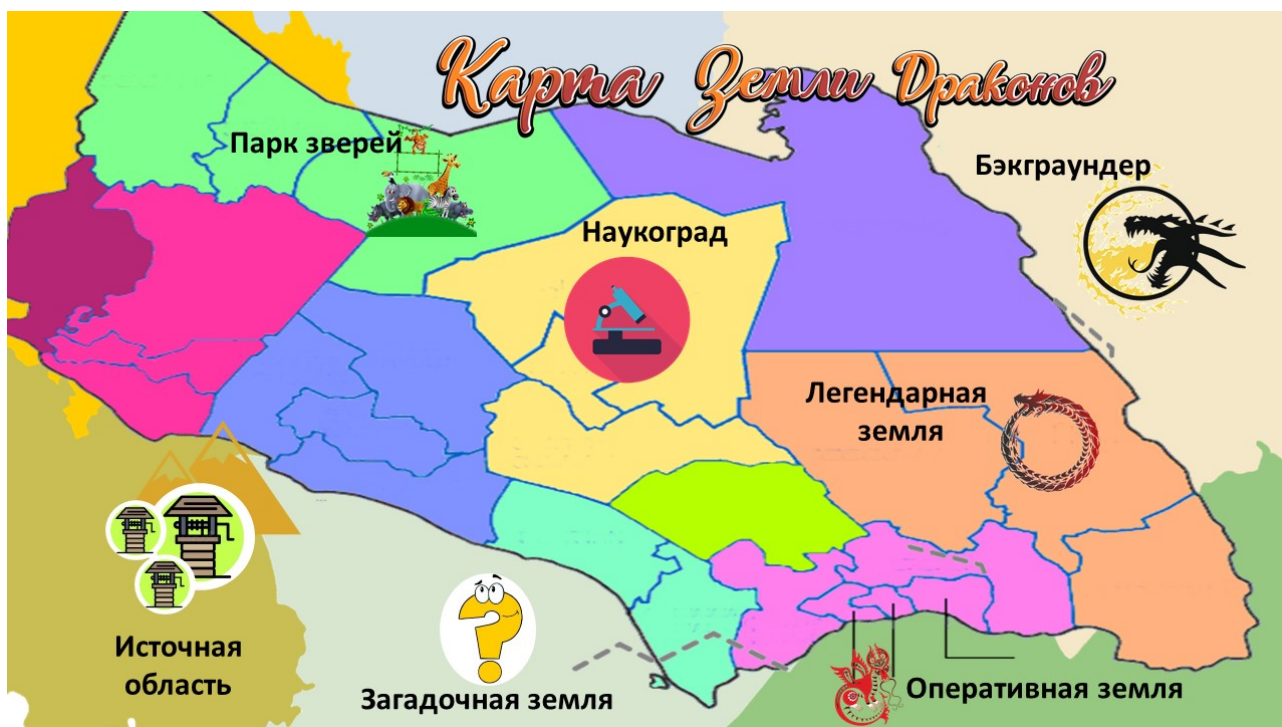 Карта Земли Драконов
Парк зверей
Бэкграундер
Наукоград
Легендарная
земля
Источная
область
Загадочная земля
Оперативная земля